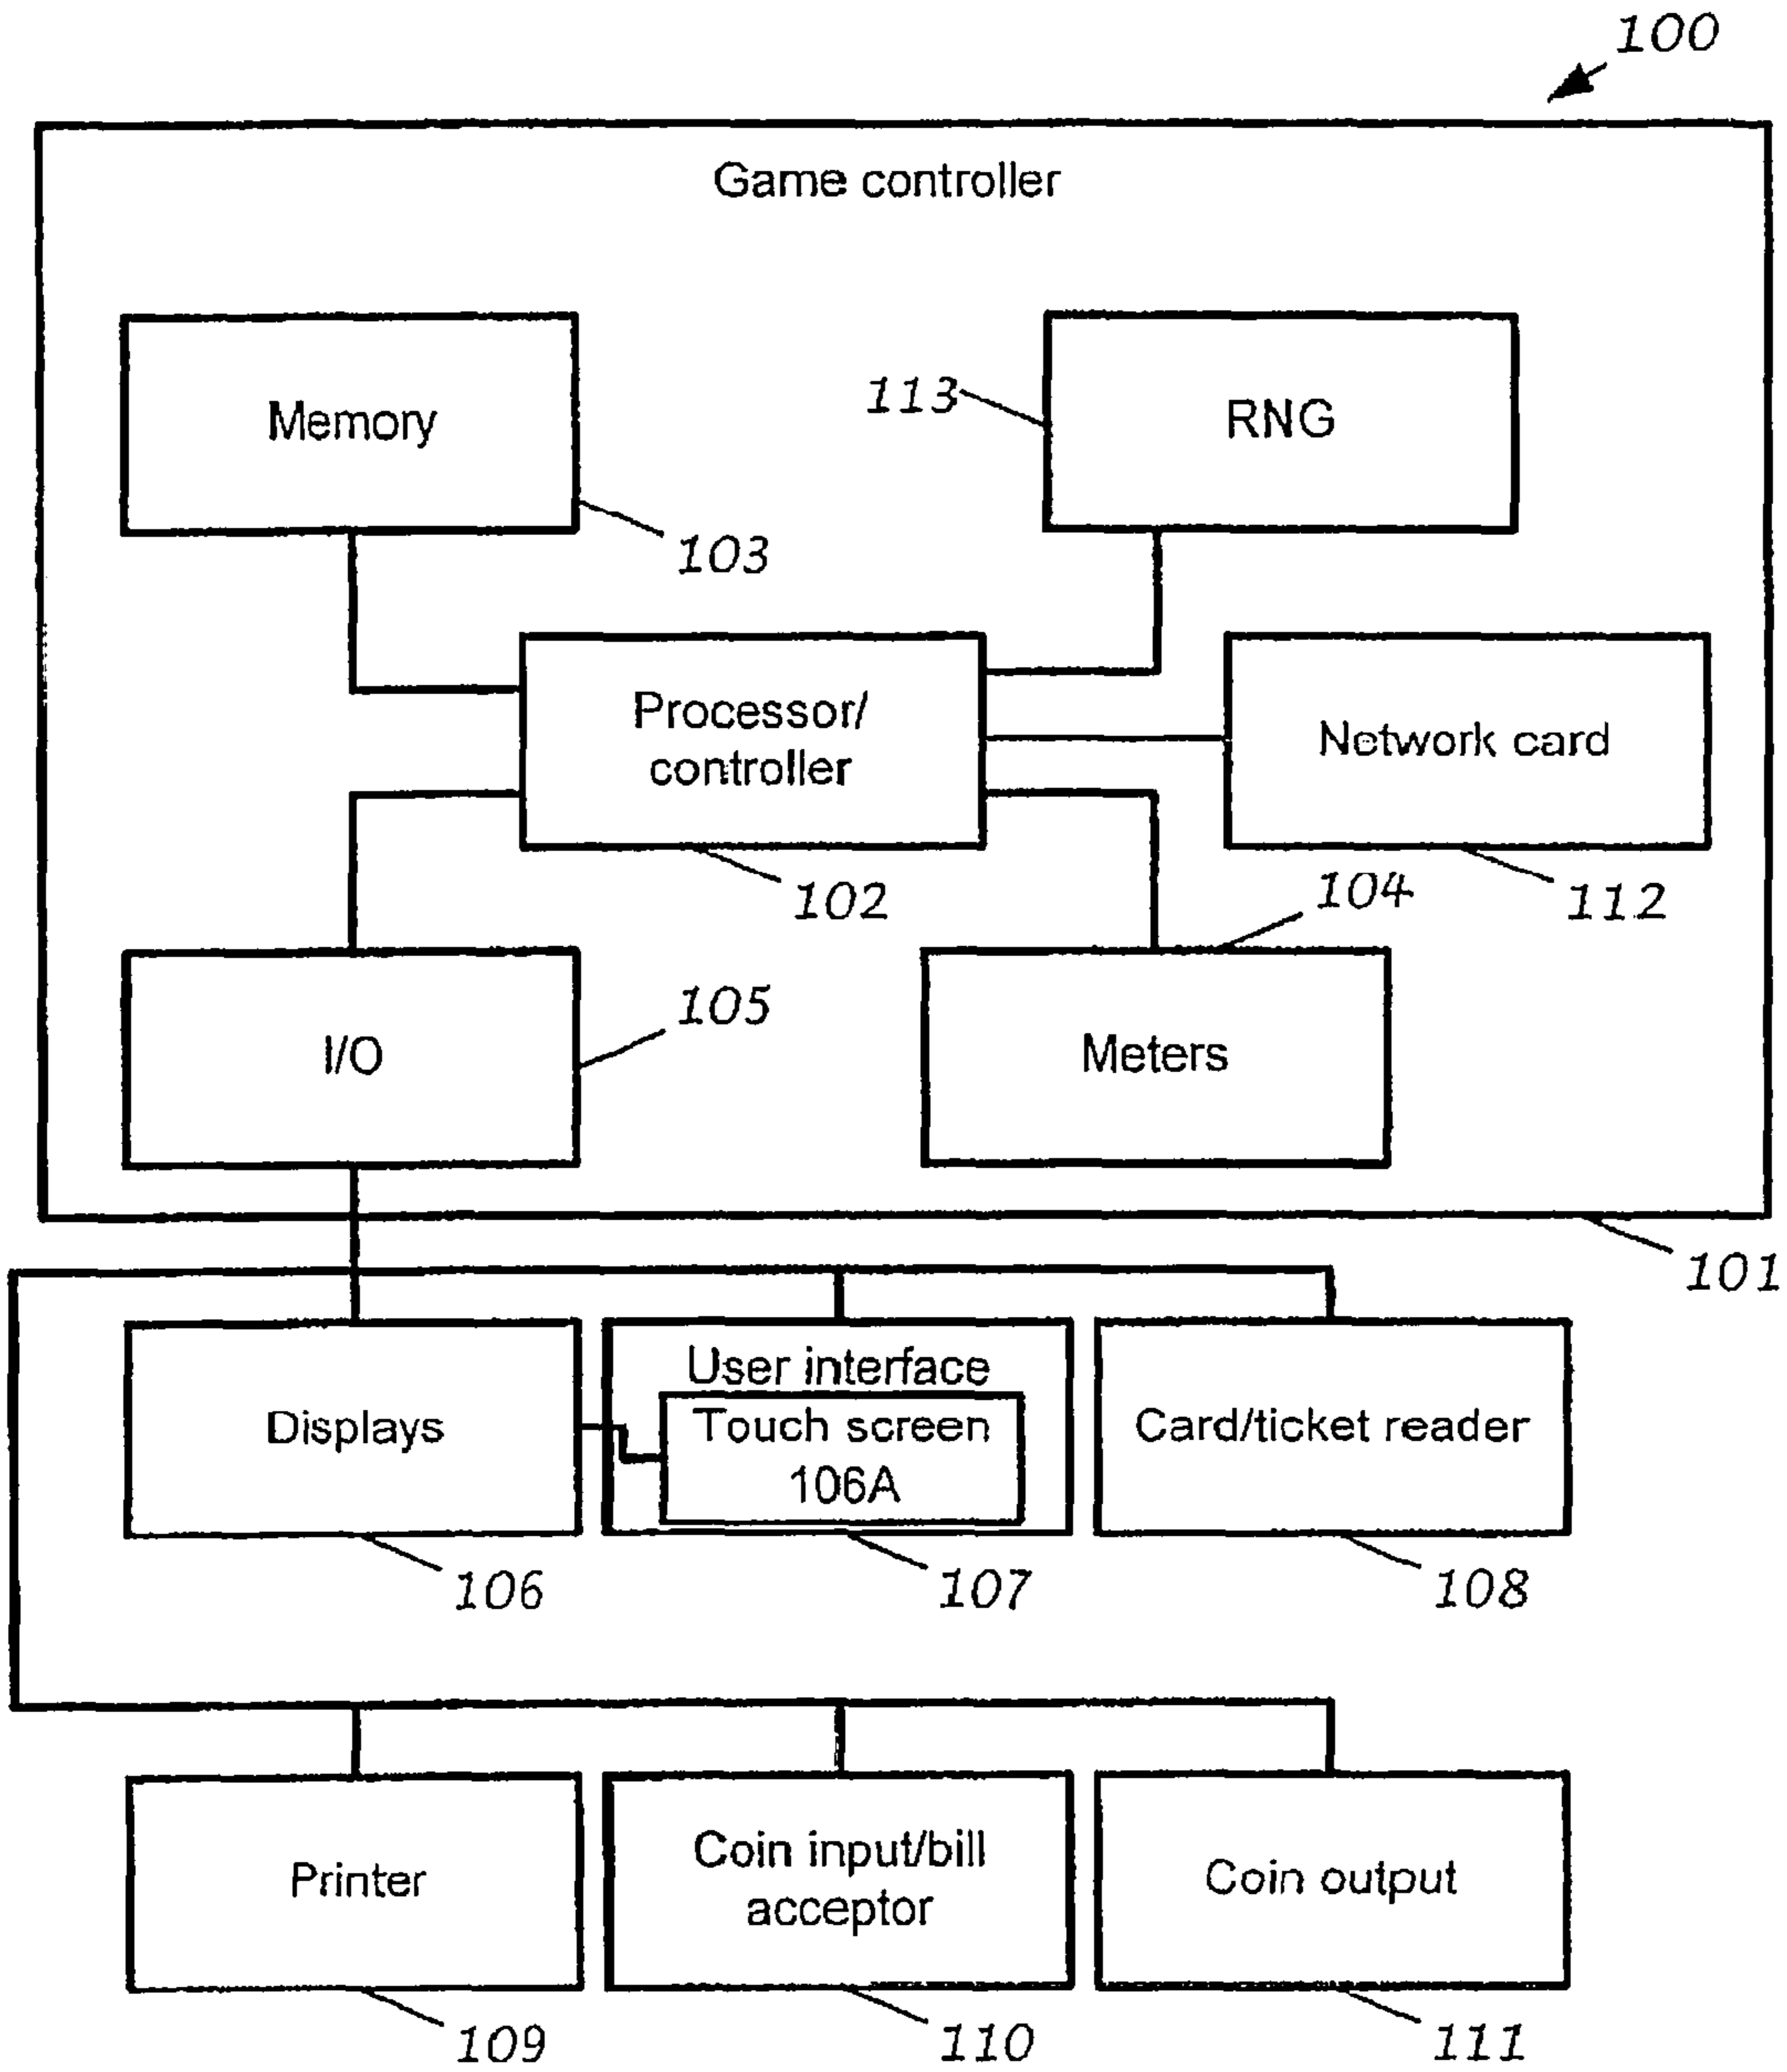 100
Game controller
Memory
113
RNG
103
Processor/
controller
Network card
102
104
112
I/O
105
Meters
101
Displays
User interface
Touch screen
106A
Card/ticket reader
106
107
108
Printer
Coin input/bill
acceptor
Coin output
109
110
111